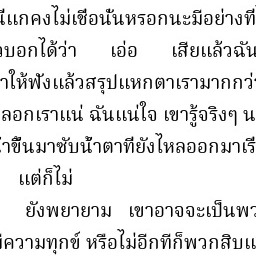 แกคงไม่เชื่อนั่นหรอกนะมีอย่างที่
บอกได้ว่า เอ่อ เสียแล้วฉัน
ให้ฟังแล้วสรุปแหกตาเรามากกว่
ลอกเราแน่ ฉันแน่ใจ เขารู้จริงๆ น
ขึ้นมาซับน้ำตาที่ยังไหลออกมาเรื
แต่ก็ไม่
ยังพยายาม เขาอาจจะเป็นพว
มีความทุกข์ หรือไม่อีกทีก็พวกสิบแ